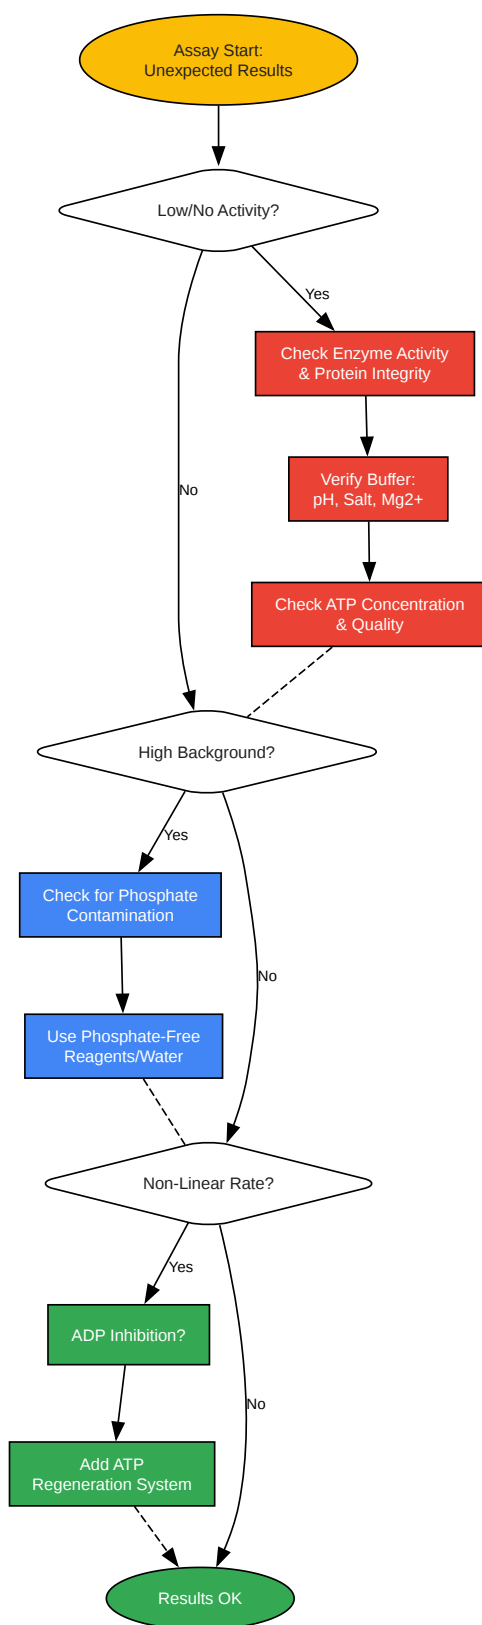 Assay Start:
Unexpected Results
Low/No Activity?
Yes
Check Enzyme Activity
& Protein Integrity
No
Verify Buffer:
pH, Salt, Mg2+
Check ATP Concentration
& Quality
High Background?
Yes
Check for Phosphate
Contamination
No
Use Phosphate-Free
Reagents/Water
Non-Linear Rate?
Yes
ADP Inhibition?
No
Add ATP
Regeneration System
Results OK